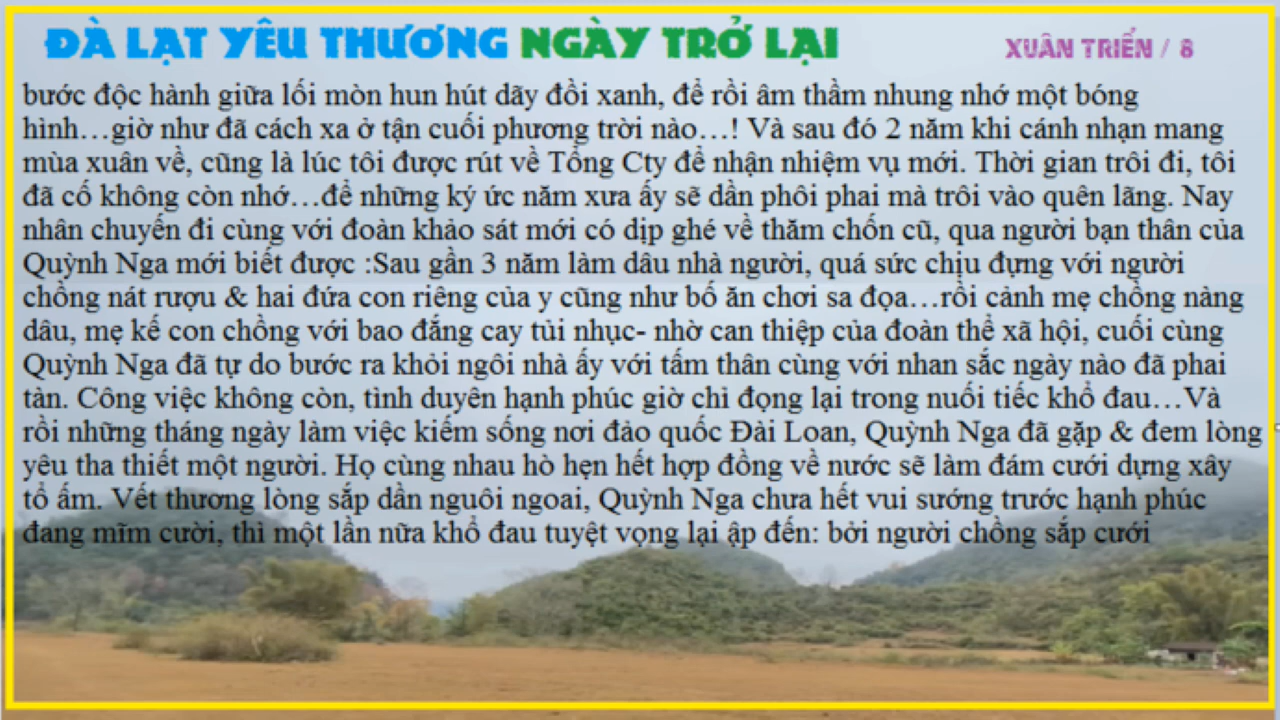 ĐÀ LẠT YÊU THƯƠNG NGÀY TRỞ LẠI XUÂN TRIỂN / 8
bước độc hành giữa lối mòn hun hút dãy đồi xanh, để rồi âm thầm nhung nhớ một bóng
hình…giờ như đã cách xa ở tận cuối phương trời nào…! Và sau đó 2 năm khi cánh nhạn mang
mùa xuân về, cũng là lúc tôi được rút về Tổng Cty để nhận nhiệm vụ mới. Thời gian trôi đi, tôi
đã cố không còn nhớ…để những ký ức năm xưa ấy sẽ dần phôi phai mà trôi vào quên lãng. Nay
nhân chuyến đi cùng với đoàn khảo sát mới có dịp ghé về thăm chốn cũ, qua người bạn thân của
Quỳnh Nga mới biết được :Sau gần 3 năm làm dâu nhà người, quá sức chịu đựng với người
chồng nát rượu & hai đứa con riêng của y cũng như bố ăn chơi sa đọa…rồi cảnh mẹ chồng nàng
dâu, mẹ kế con chồng với bao đắng cay tủi nhục- nhờ can thiệp của đoàn thể xã hội, cuối cùng
Quỳnh Nga đã tự do bước ra khỏi ngôi nhà ấy với tấm thân cùng với nhan sắc ngày nào đã phai
tàn. Công việc không còn, tình duyên hạnh phúc giờ chỉ đọng lại trong nuối tiếc khổ đau…Và
rồi những tháng ngày làm việc kiếm sống nơi đảo quốc Đài Loan, Quỳnh Nga đã gặp & đem lòng
yêu tha thiết một người. Họ cùng nhau hò hẹn hết hợp đồng về nước sẽ làm đám cưới dựng xây
tổ ấm. Vết thương lòng sắp dần nguôi ngoai, Quỳnh Nga chưa hết vui sướng trước hạnh phúc
đang mĩm cười, thì một lần nữa khổ đau tuyệt vọng lại ập đến: bởi người chồng sắp cưới